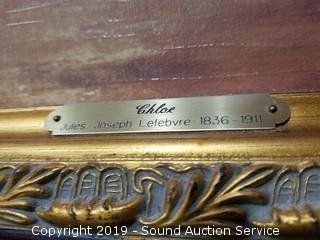 Chloe
Jules-Joseph Lefebvre 1836-1911
Copyright 2019 - Sound Auction Service